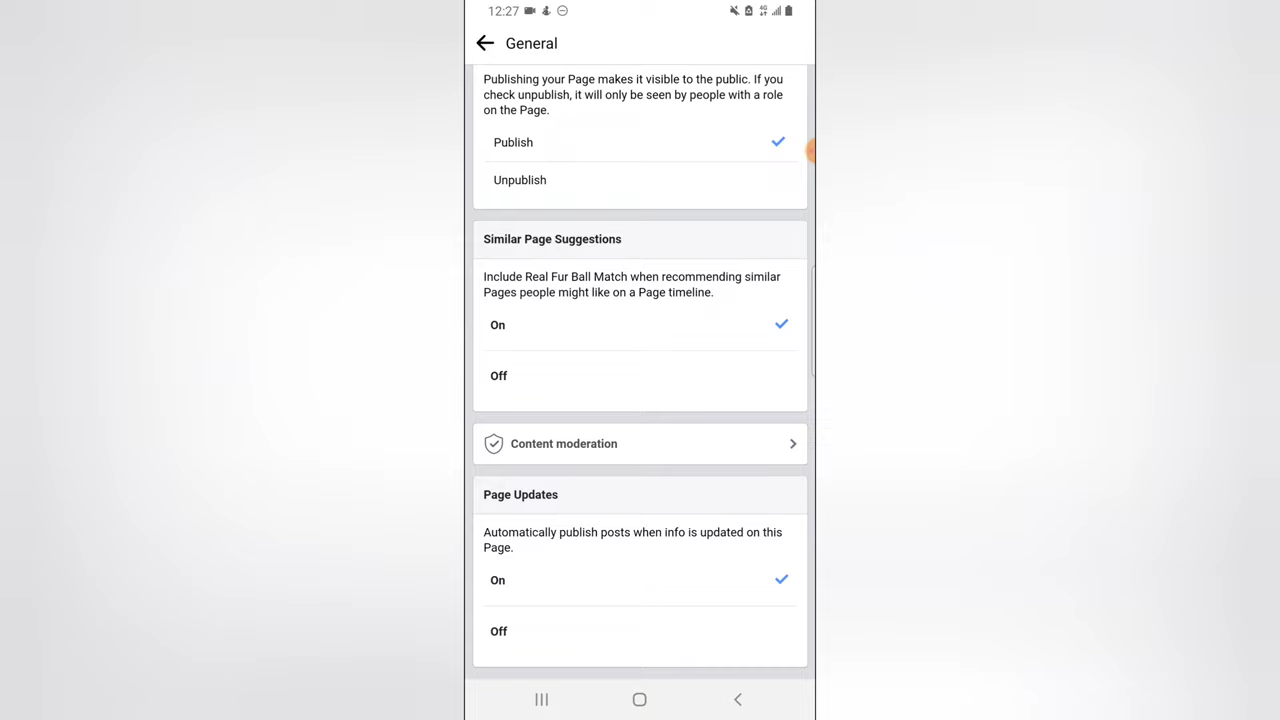 12:27
4G
General
Publishing your Page makes it visible to the public. If you
check unpublish, it will only be seen by people with a role
on the Page.
Publish
Unpublish
Similar Page Suggestions
Include Real Fur Ball Match when recommending similar
Pages people might like on a Page timeline.
On
Off
Content moderation
Page Updates
Automatically publish posts when info is updated on this
Page.
On
Off